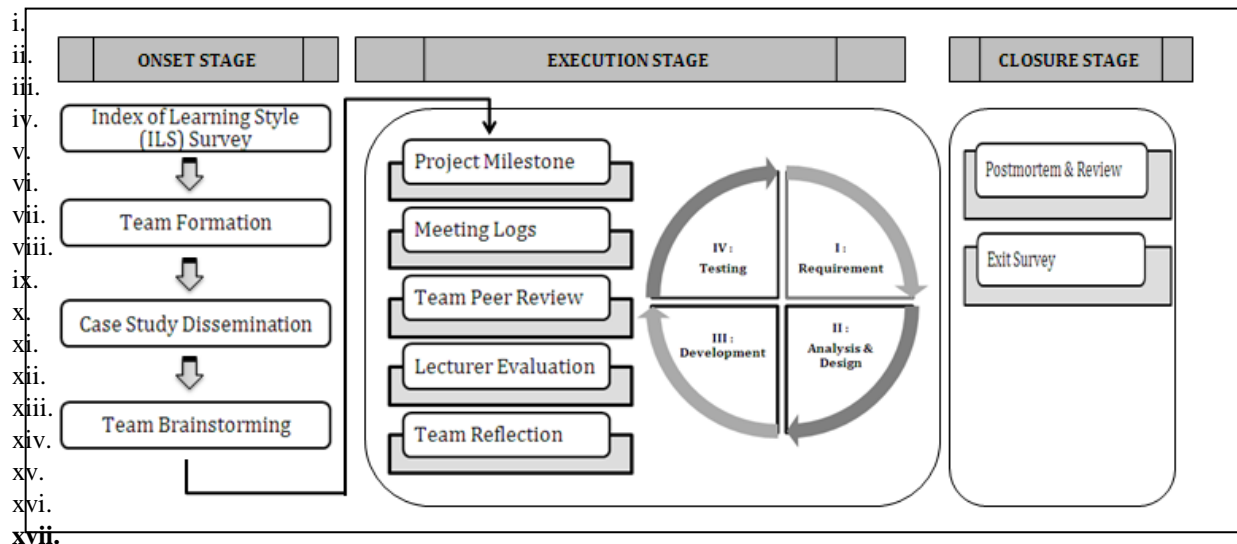 i.
ii.
iii.
iv.
v.
vi.
vii.
viii.
ix.
x.
xi.
xii.
xiii.
xiv.
xv.
xvi.
xvii.
ONSET STAGE
Index of Learning Style
(ILS) Survey
Team Formation
Case Study Dissemination
Team Brainstorming
EXECUTION STAGE
Project Milestone
Meeting Logs
Team Peer Review
Lecturer Evaluation
Team Reflection
IV :
Testing
I :
Requirement
III :
Development
II :
Analysis &
Design
CLOSURE STAGE
Postmortem & Review
Exit Survey